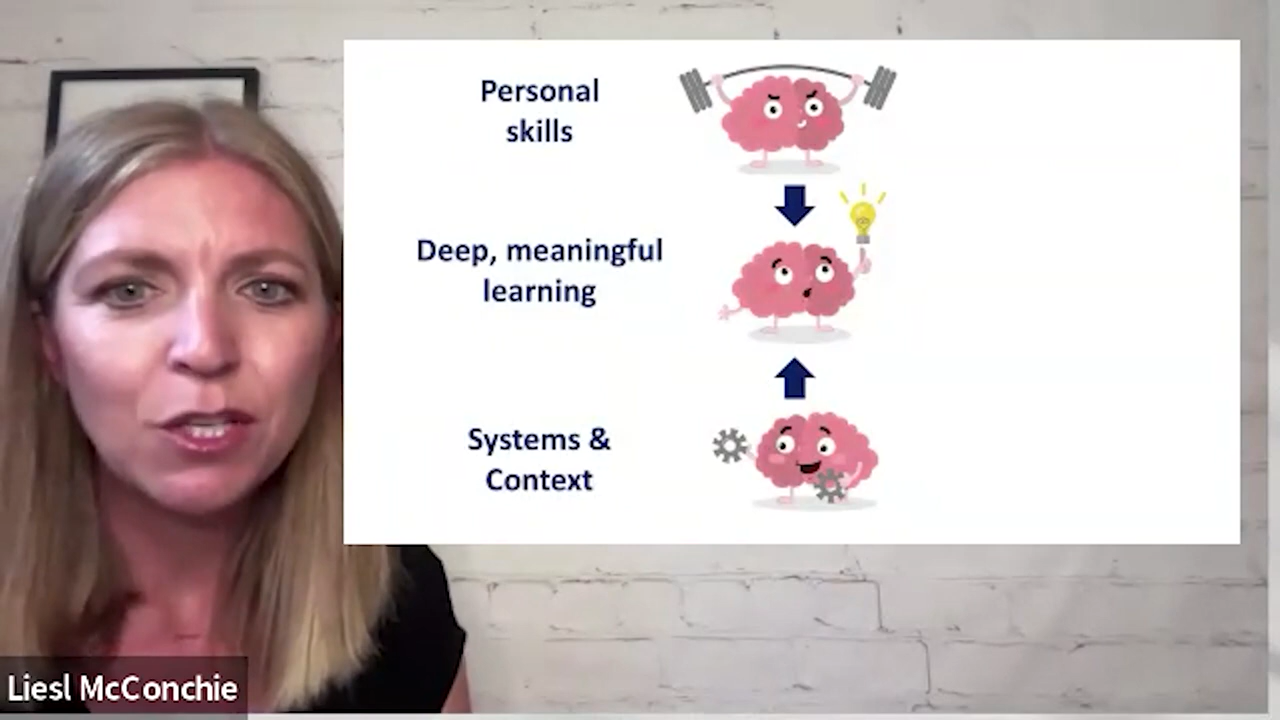 Personal
skills
Deep, meaningful
learning
Systems &
Context
Liesl McConchie